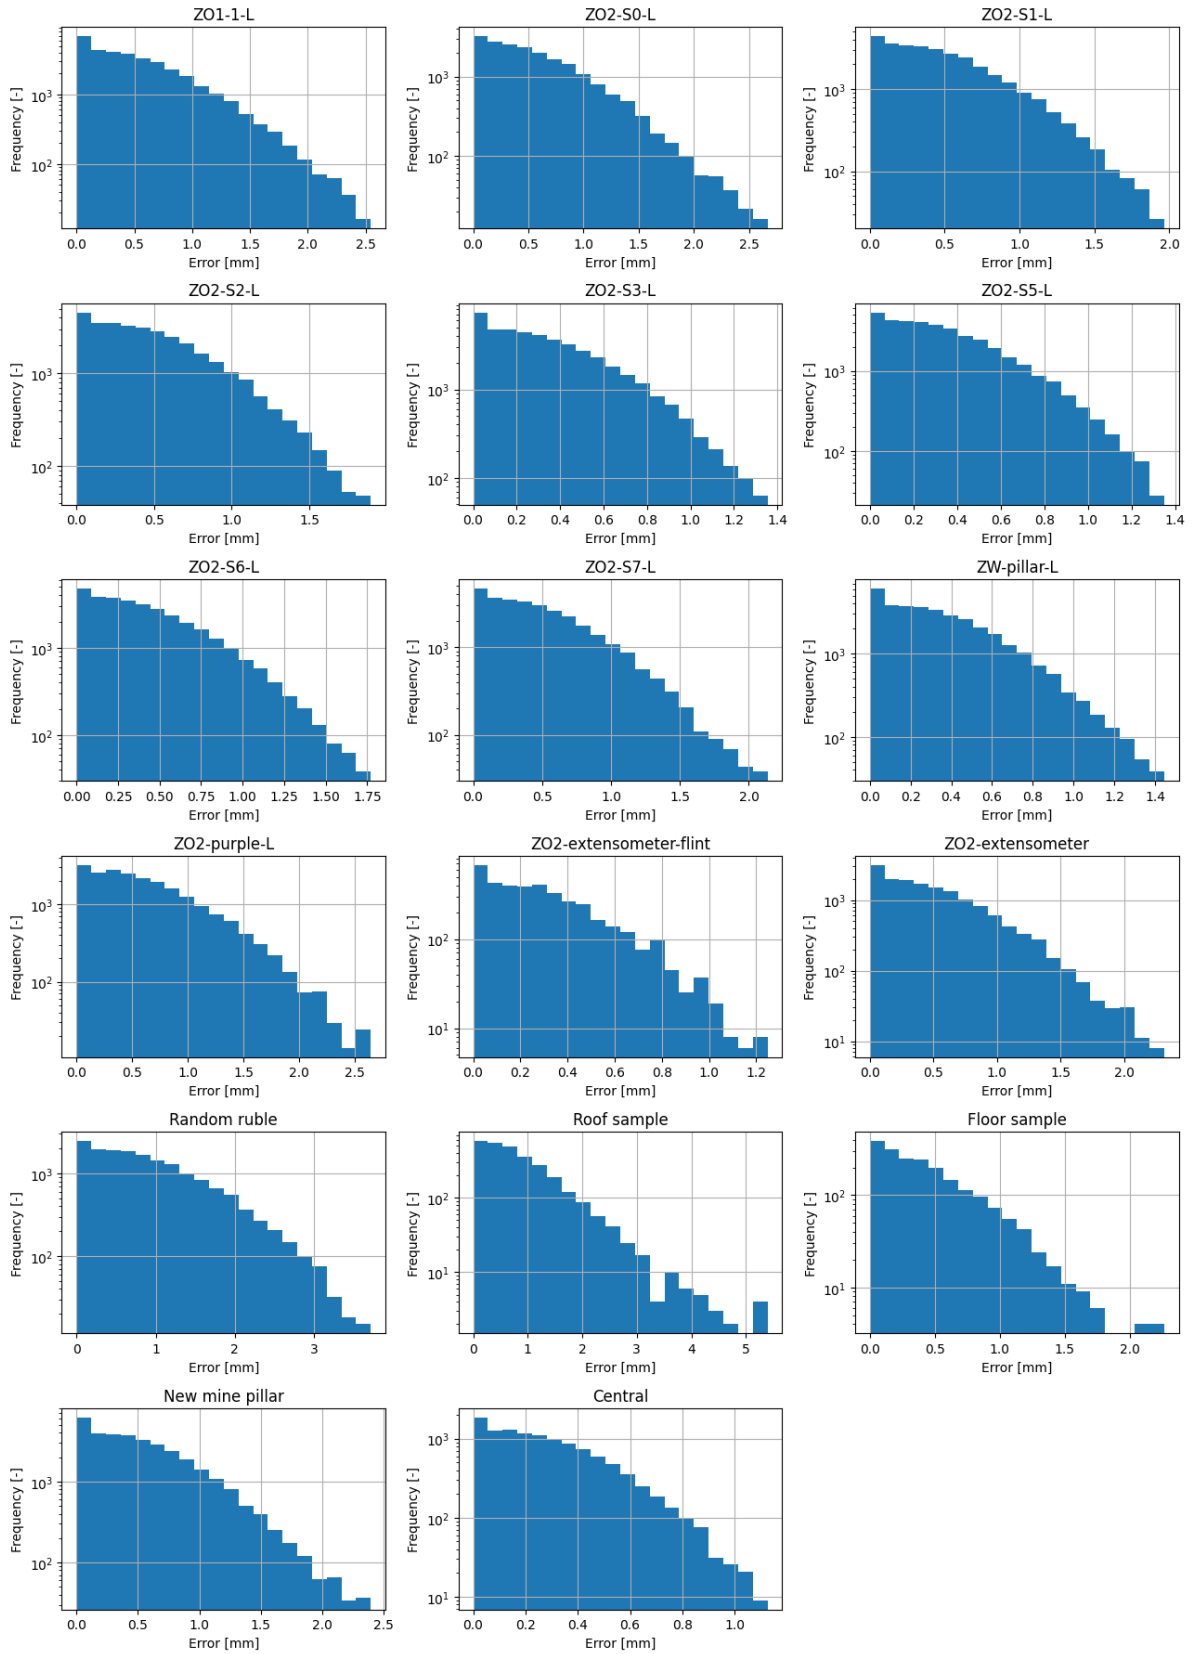 ZO1-1-L
Frequency [-]
10³
10²
0.0 0.5 1.0 1.5 2.0 2.5
Error [mm]
ZO2-S0-L
Frequency [-]
10³
10²
0.0 0.5 1.0 1.5 2.0 2.5
Error [mm]
ZO2-S1-L
Frequency [-]
10³
10²
0.0 0.5 1.0 1.5 2.0
Error [mm]
ZO2-S2-L
Frequency [-]
10³
10²
0.0 0.5 1.0 1.5
Error [mm]
ZO2-S3-L
Frequency [-]
10³
10²
0.0 0.2 0.4 0.6 0.8 1.0 1.2 1.4
Error [mm]
ZO2-S5-L
Frequency [-]
10³
10²
0.0 0.2 0.4 0.6 0.8 1.0 1.2 1.4
Error [mm]
ZO2-S6-L
Frequency [-]
10³
10²
0.00 0.25 0.50 0.75 1.00 1.25 1.50 1.75
Error [mm]
ZO2-S7-L
Frequency [-]
10³
10²
0.0 0.5 1.0 1.5 2.0
Error [mm]
ZW-pillar-L
Frequency [-]
10³
10²
0.0 0.2 0.4 0.6 0.8 1.0 1.2 1.4
Error [mm]
ZO2-purple-L
Frequency [-]
10³
10²
0.0 0.5 1.0 1.5 2.0 2.5
Error [mm]
ZO2-extensometer-flint
Frequency [-]
10²
10¹
0.0 0.2 0.4 0.6 0.8 1.0 1.2
Error [mm]
ZO2-extensometer
Frequency [-]
10³
10²
10¹
0.0 0.5 1.0 1.5 2.0
Error [mm]
Random ruble
Frequency [-]
10³
10²
0 1 2 3
Error [mm]
Roof sample
Frequency [-]
10²
10¹
0 1 2 3 4 5
Error [mm]
Floor sample
Frequency [-]
10²
10¹
0.0 0.5 1.0 1.5 2.0
Error [mm]
New mine pillar
Frequency [-]
10³
10²
0.0 0.5 1.0 1.5 2.0 2.5
Error [mm]
Central
Frequency [-]
10³
10²
10¹
0.0 0.2 0.4 0.6 0.8 1.0
Error [mm]